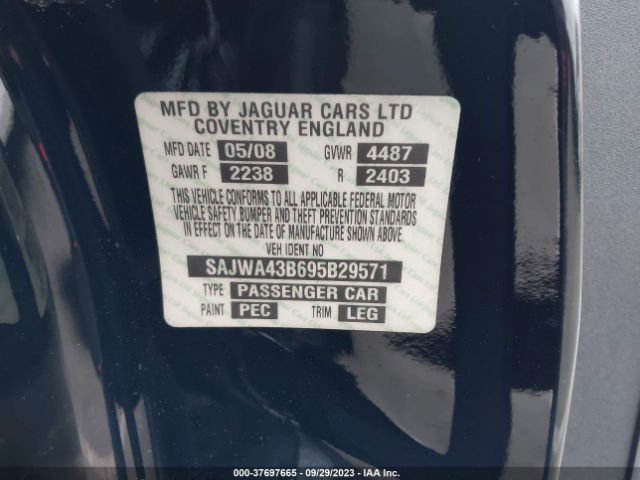 MFD BY JAGUAR CARS LTD
COVENTRY ENGLAND
MFD DATE 05/08 GVWR 4487
GAWR F 2238 R 2403
THIS VEHICLE CONFORMS TO ALL APPLICABLE FEDERAL MOTOR
VEHICLE SAFETY BUMPER AND THEFT PREVENTION STANDARDS
IN EFFECT ON THE DATE OF MANUFACTURE SHOWN ABOVE.
VEH IDENT NO
SAJWA43B695B29571
TYPE PASSENGER CAR
PAINT PEC TRIM LEG
000-37697665 - 09/29/2023 - IAA Inc.